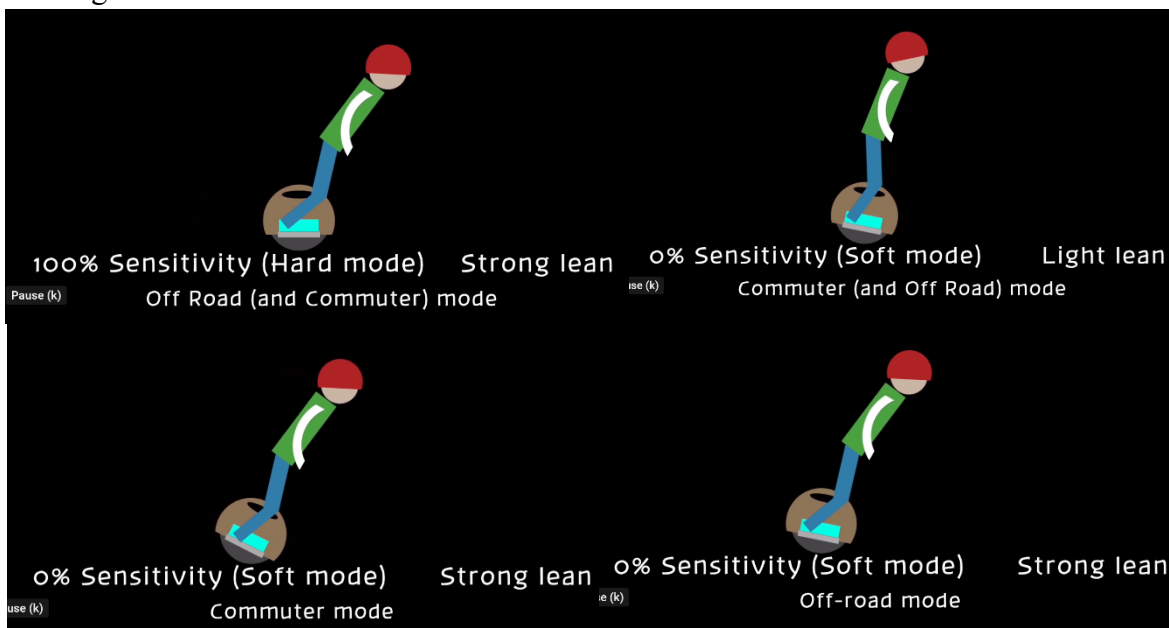 100% Sensitivity (Hard mode) Strong lean
Pause (k)
Off Road (and Commuter) mode
0% Sensitivity (Soft mode) Light lean
use (k)
Commuter (and Off Road) mode
0% Sensitivity (Soft mode) Strong lean
use (k)
Commuter mode
0% Sensitivity (Soft mode) Strong lean
e (k)
Off-road mode